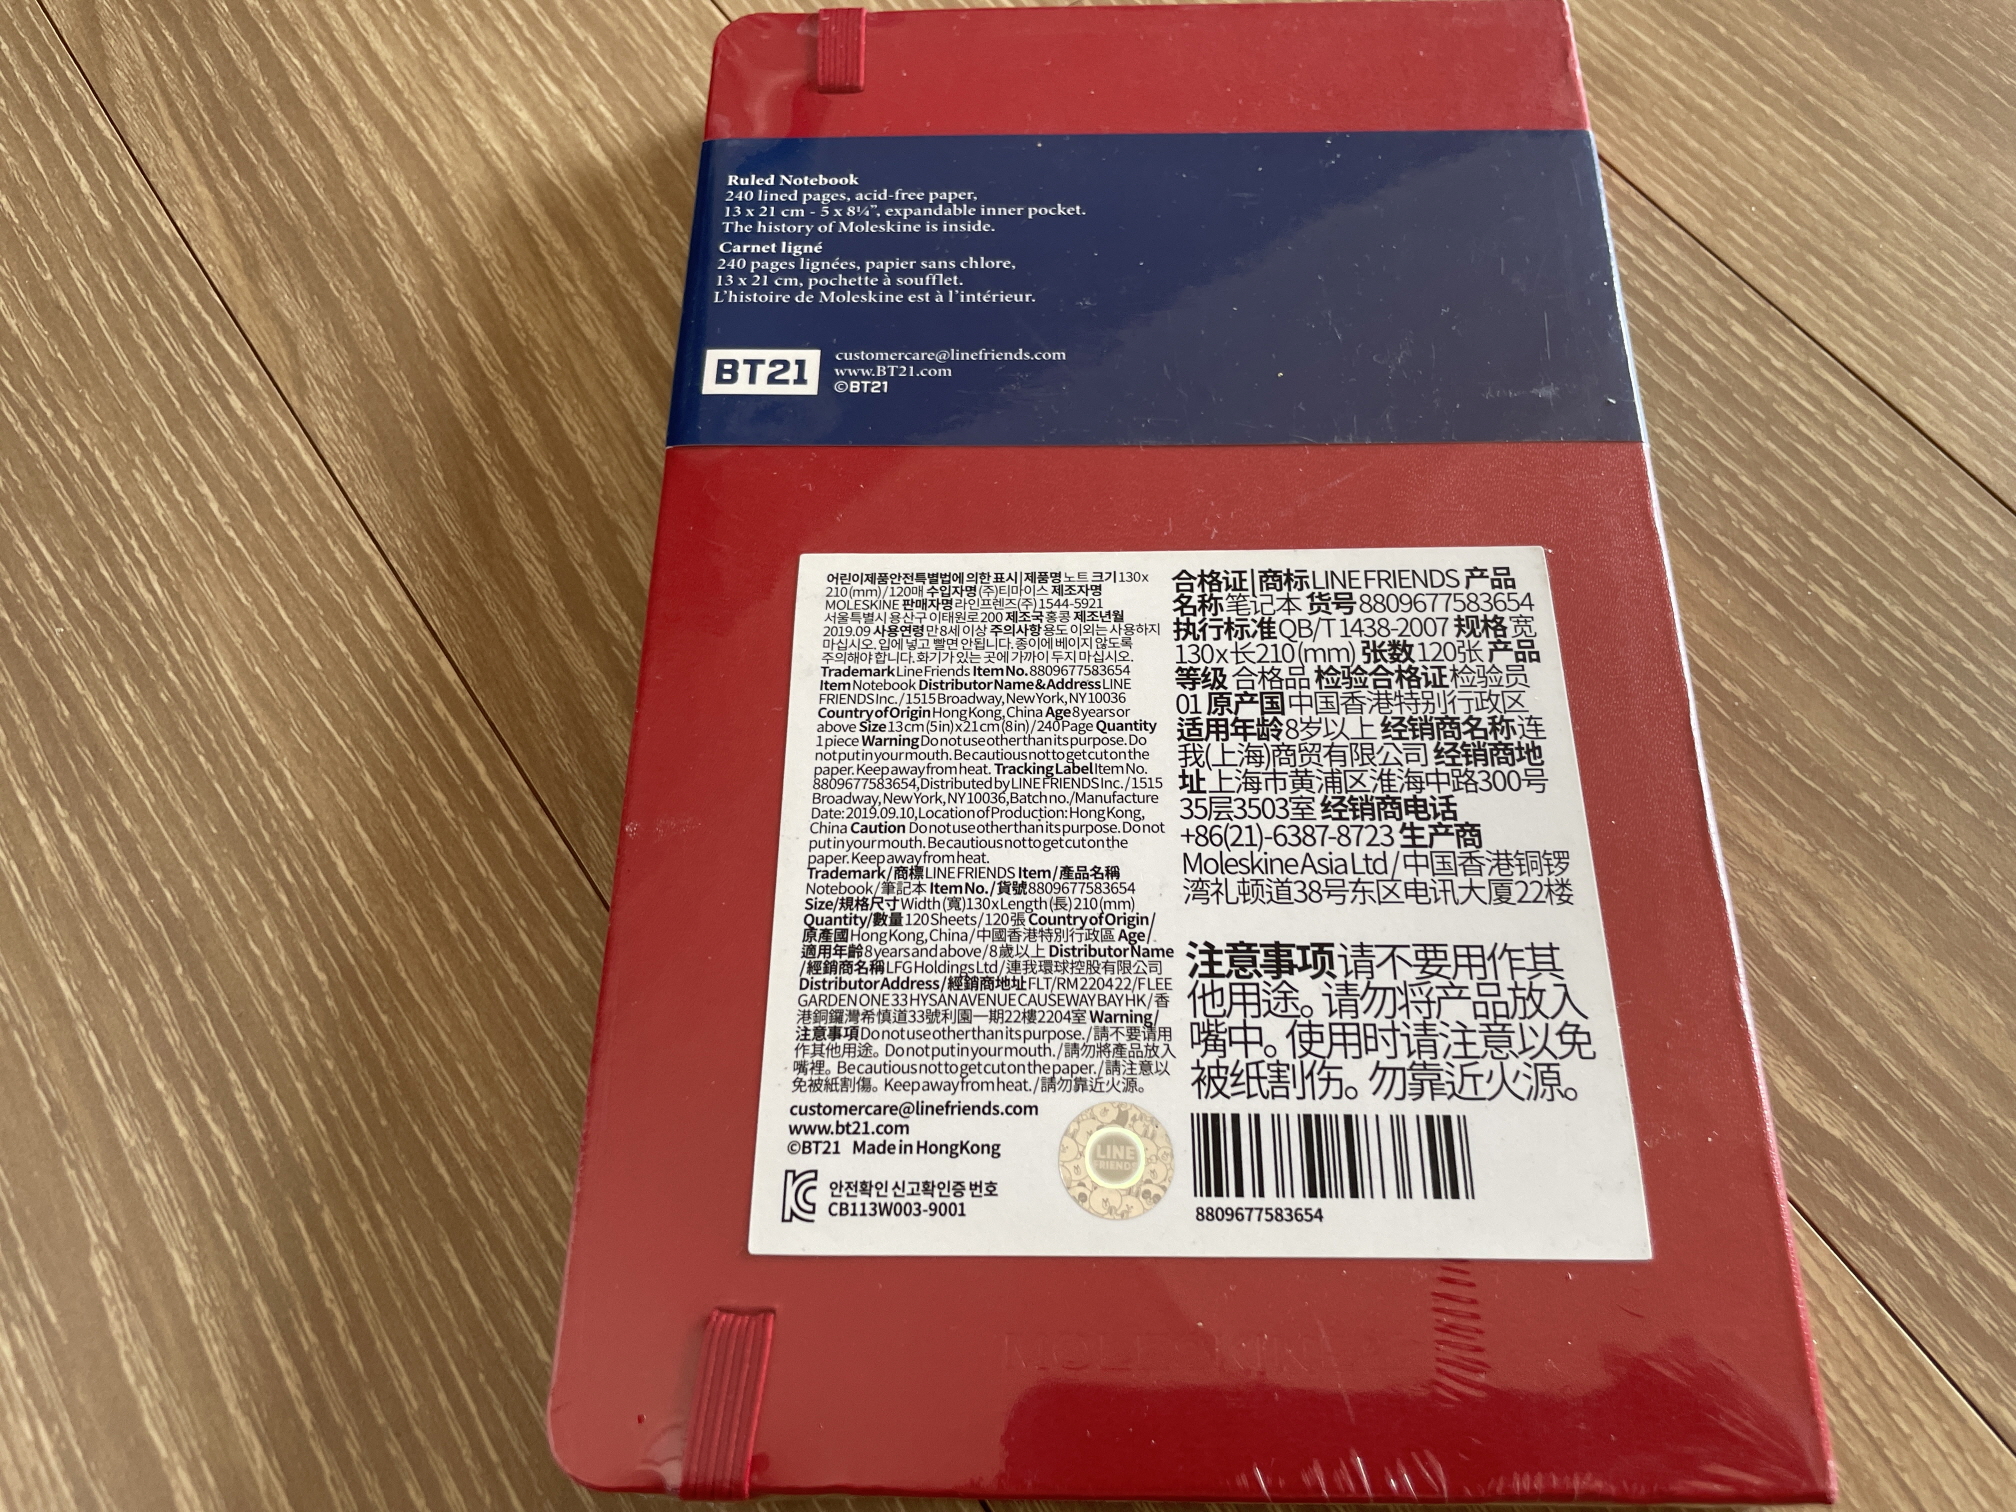 Ruled Notebook
240 lined pages, acid-free paper,
13 x 21 cm - 5 x 8¼”, expandable inner pocket.
The history of Moleskine is inside.
Carnet ligné
240 pages lignées, papier sans chlore,
13 x 21 cm, pochette à soufflet.
L’histoire de Moleskine est à l’intérieur.
BT21
customercare@linefriends.com
www.BT21.com
©BT21
어린이제품안전특별법에의한 표시|제품명 노트 크기 130x
210(mm)/120매 수입자명 (주)티마이스 제조자명
MOLESKINE 판매자명 라인프렌즈(주) 1544-5921
서울특별시 용산구 이태원로200 제조국 홍콩 제조년월
2019.09 사용연령 만8세 이상 주의사항 용도 이외는 사용하지
마십시오. 입에 넣고 빨면 안됩니다. 종이에 베이지 않도록
주의해야 합니다. 화기가 있는 곳에 가까이 두지 마십시오.
Trademark Line Friends Item No. 8809677583654
Item Notebook Distributor Name & Address LINE
FRIENDS Inc. / 1515 Broadway, New York, NY 10036
Country of Origin Hong Kong, China Age 8 years or
above Size 13 cm (5in) x 21 cm (8in) / 240 Page Quantity
1 piece Warning Do not use other than its purpose. Do
not put in your mouth. Be cautious not to get cut on the
paper. Keep away from heat. Tracking Label Item No.
8809677583654, Distributed by LINE FRIENDS Inc. / 1515
Broadway, New York, NY 10036, Batch no./Manufacture
Date: 2019.09.10, Location of Production: Hong Kong,
China Caution Do not use other than its purpose. Do not
put in your mouth. Be cautious not to get cut on the
paper. Keep away from heat.
Trademark/商標 LINE FRIENDS Item/產品名稱
Notebook/筆記本 Item No./貨號 8809677583654
Size/規格尺寸 Width (寬) 130 x Length (長) 210 (mm)
Quantity/數量 120 Sheets / 120張 Country of Origin/
原產國 Hong Kong, China / 中國香港特別行政區 Age/
適用年齡 8 years and above / 8歲以上 Distributor Name
/經銷商名稱 LFG Holdings Ltd / 連我環球控股有限公司
Distributor Address/經銷商地址 FLT/RM 2204 22/F LEE
GARDEN ONE 33 HYSAN AVENUE CAUSEWAY BAY HK / 香
港銅鑼灣希慎道33號利園一期22樓2204室 Warning/
注意事項 Do not use other than its purpose. / 請不要请用
作其他用途。Do not put in your mouth. / 請勿將產品放入
嘴裡。Be cautious not to get cut on the paper. / 請注意以
免被紙割傷。Keep away from heat. / 請勿靠近火源。
customercare@linefriends.com
www.bt21.com
©BT21 Made in HongKong
안전확인 신고확인증 번호
CB113W003-9001
LINE
FRIENDS
合格证|商标 LINE FRIENDS 产品
名称 笔记本 货号 8809677583654
执行标准 QB/T 1438-2007 规格 宽
130x长210(mm) 张数 120张 产品
等级 合格品 检验合格证 检验员
01 原产国 中国香港特别行政区
适用年龄 8岁以上 经销商名称 连
我(上海)商贸有限公司 经销商地
址 上海市黄浦区淮海中路300号
35层3503室 经销商电话
+86(21)-6387-8723 生产商
Moleskine Asia Ltd / 中国香港铜锣
湾礼顿道38号东区电讯大厦22楼
注意事项 请不要用作其
他用途。请勿将产品放入
嘴中。使用时请注意以免
被纸割伤。勿靠近火源。
8809677583654
MOLESKINE